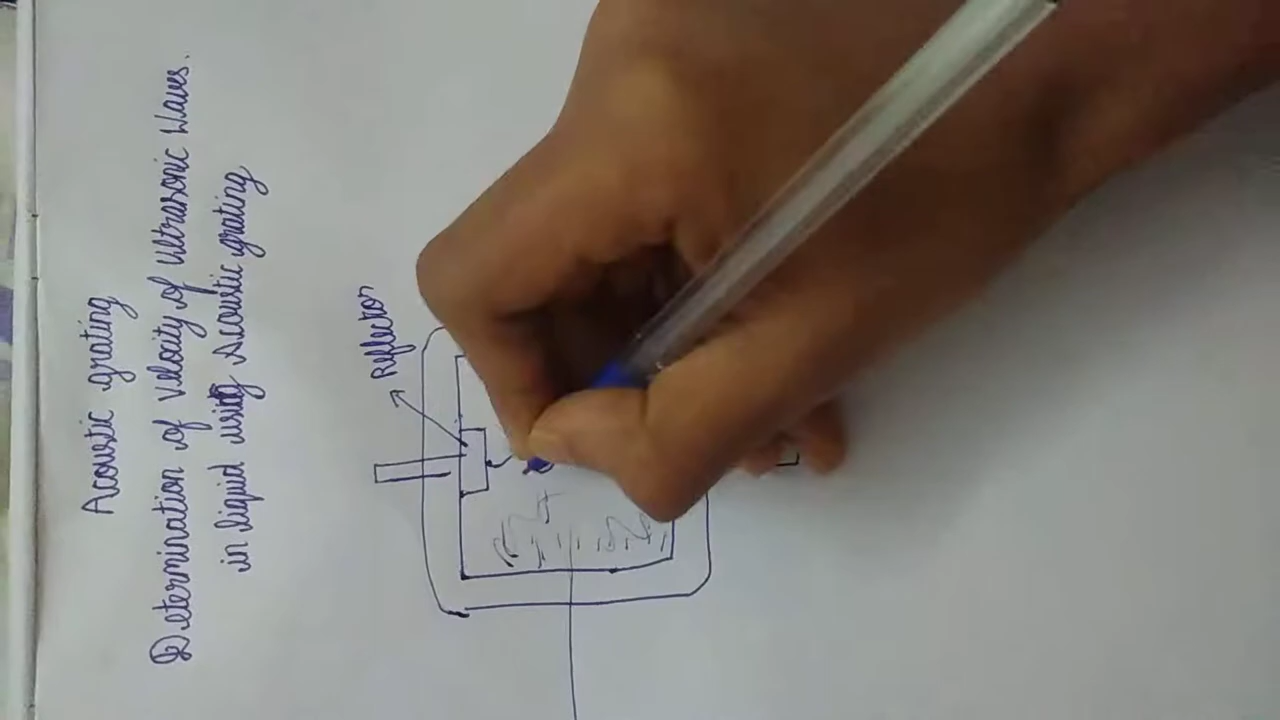 Acoustic grating
Determination of velocity of ultrasonic Waves.
in liquid using Acoustic grating
Reflector